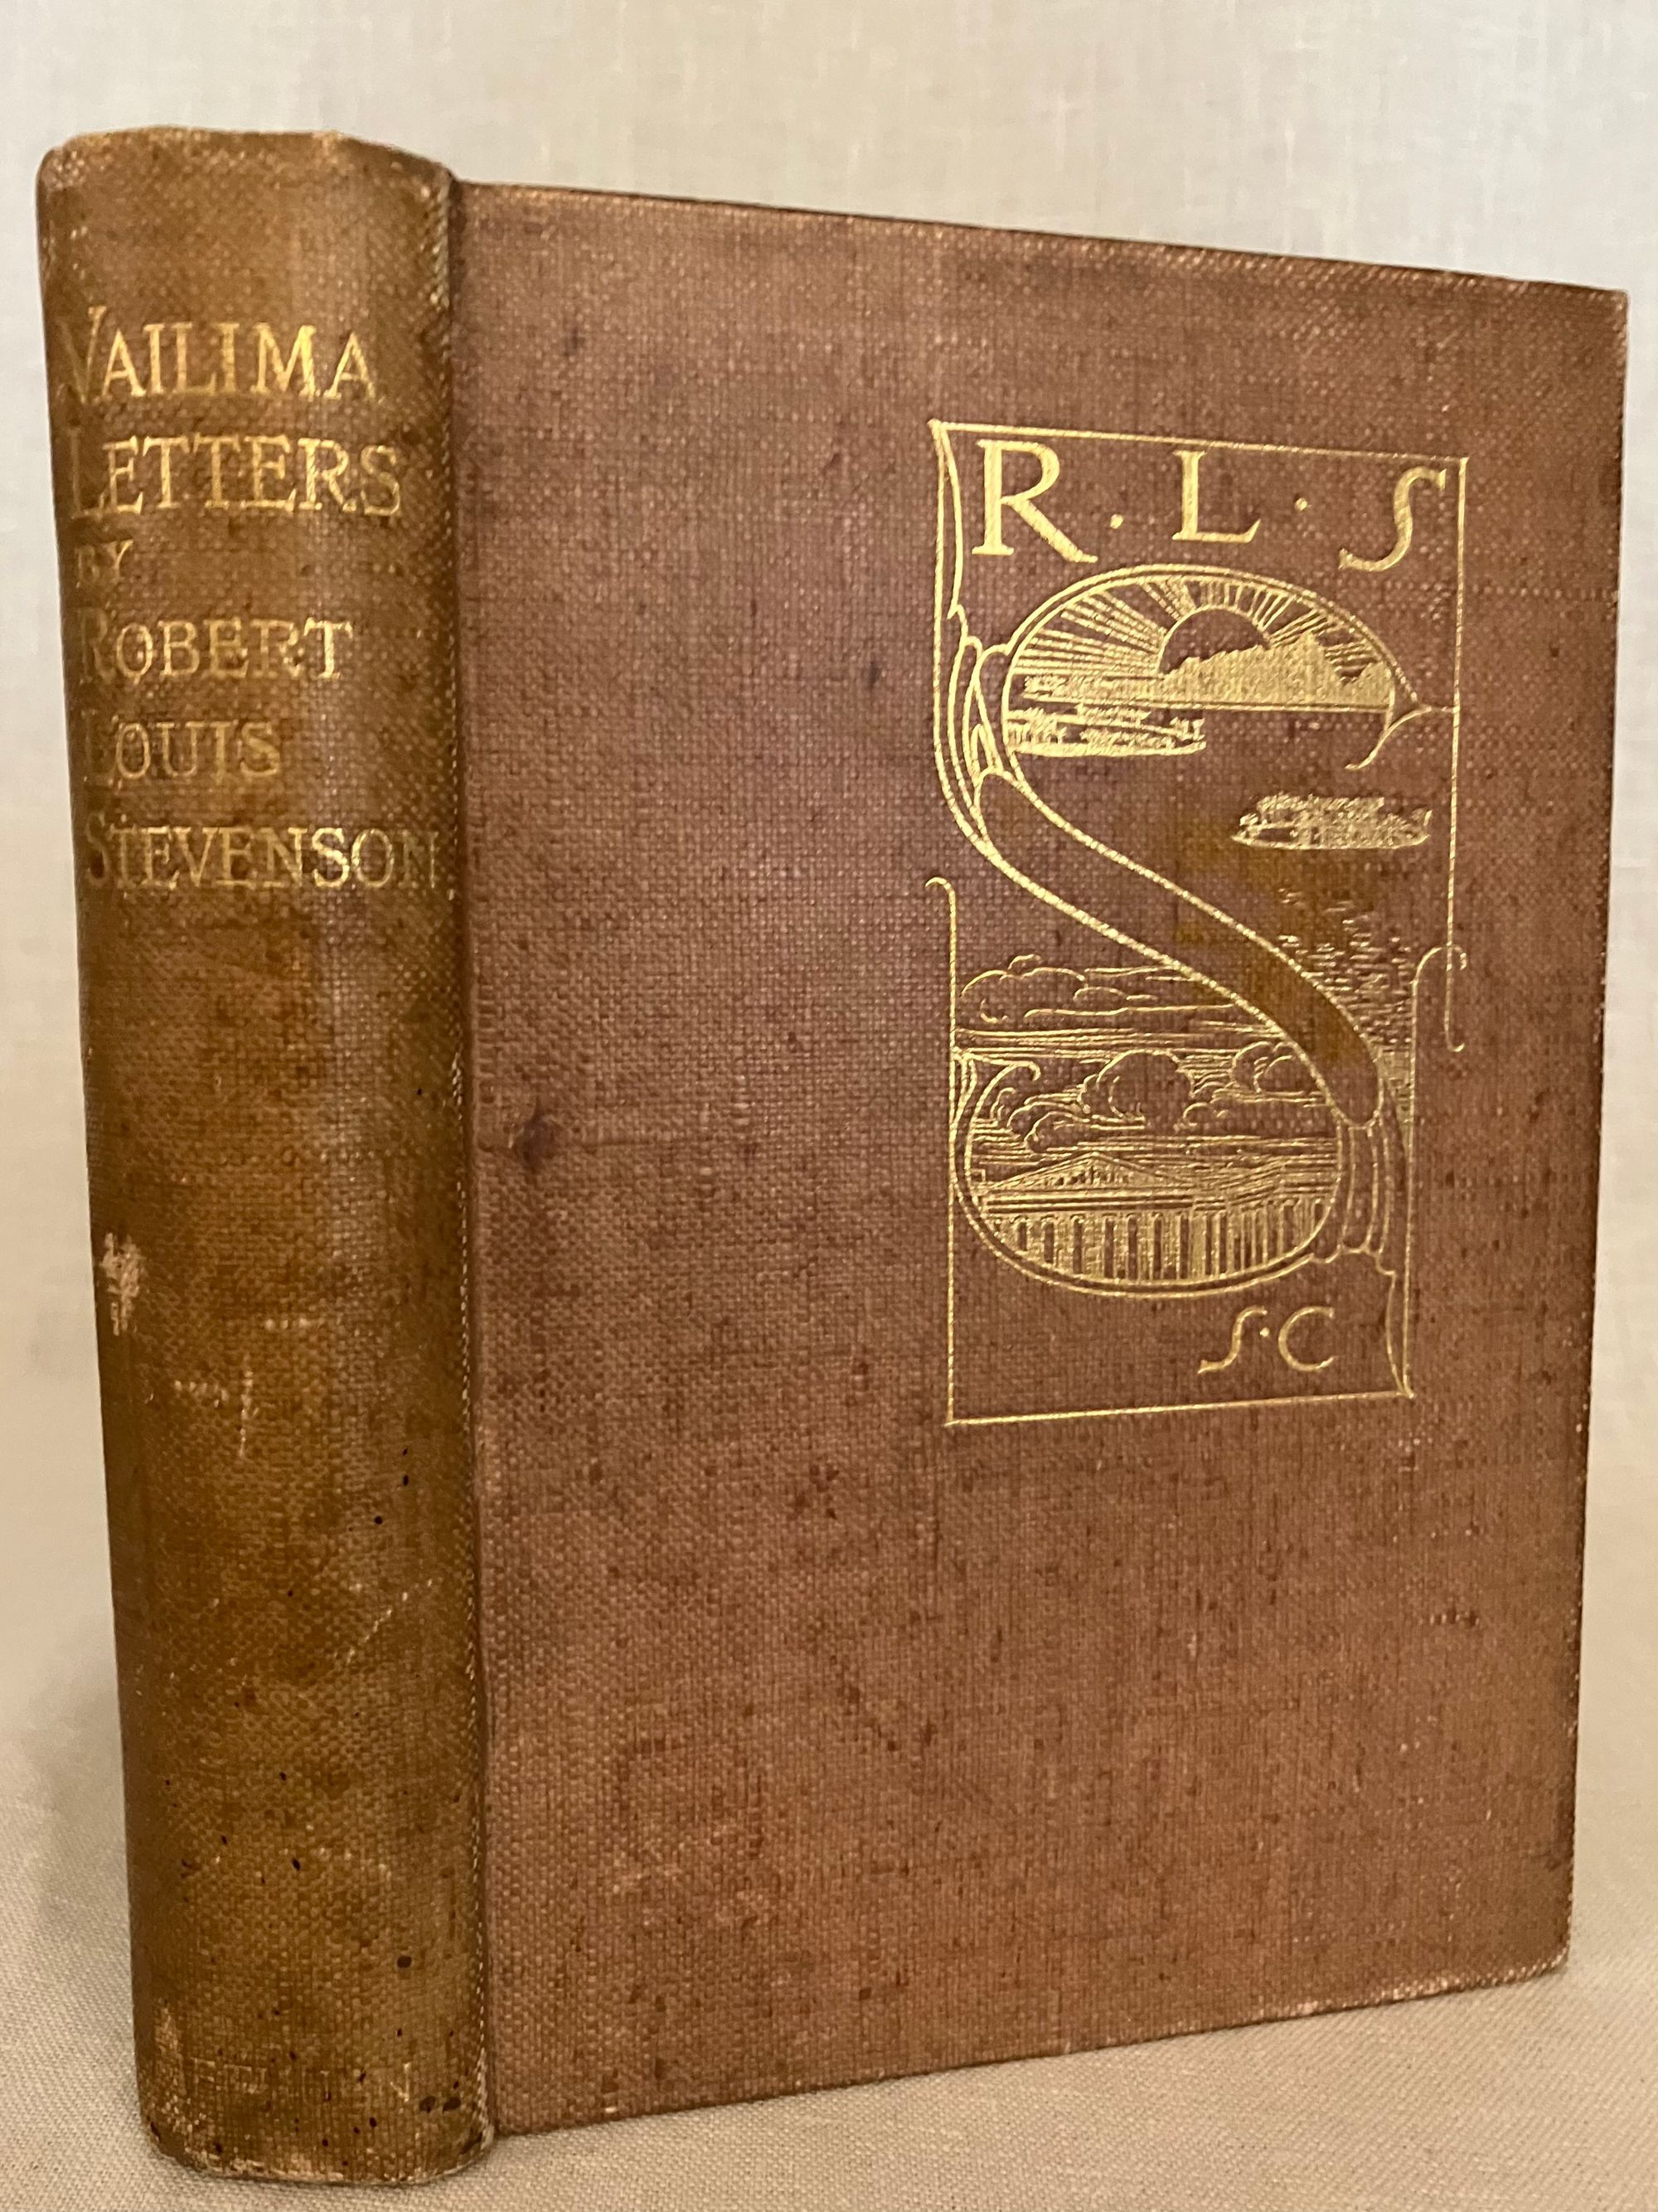 VAILIMA
LETTERS
BY
ROBERT
LOUIS
STEVENSON
R·L·S
S·C